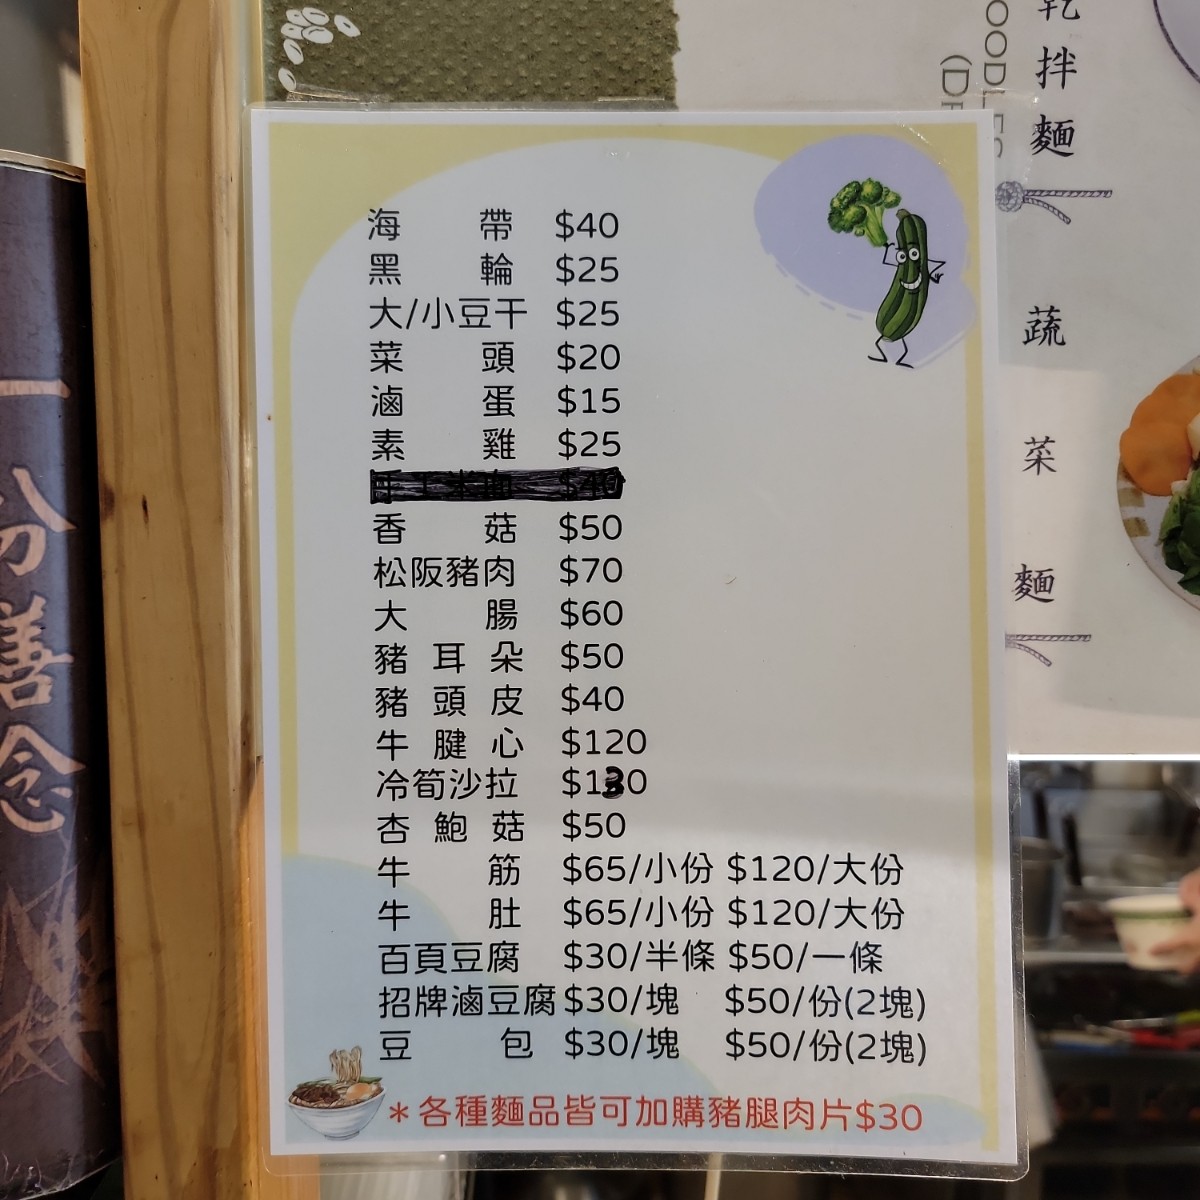 海帶 $40
黑輪 $25
大/小豆干 $25
菜頭 $20
滷蛋 $15
素雞 $25
香菇 $50
松阪豬肉 $70
大腸 $60
豬耳朵 $50
豬頭皮 $40
牛腱心 $120
冷筍沙拉 $130
杏鮑菇 $50
牛筋 $65/小份 $120/大份
牛肚 $65/小份 $120/大份
百頁豆腐 $30/半條 $50/一條
招牌滷豆腐 $30/塊 $50/份(2塊)
豆包 $30/塊 $50/份(2塊)
*各種麵品皆可加購豬腿肉片$30
乾拌麵
蔬菜麵
一份善念